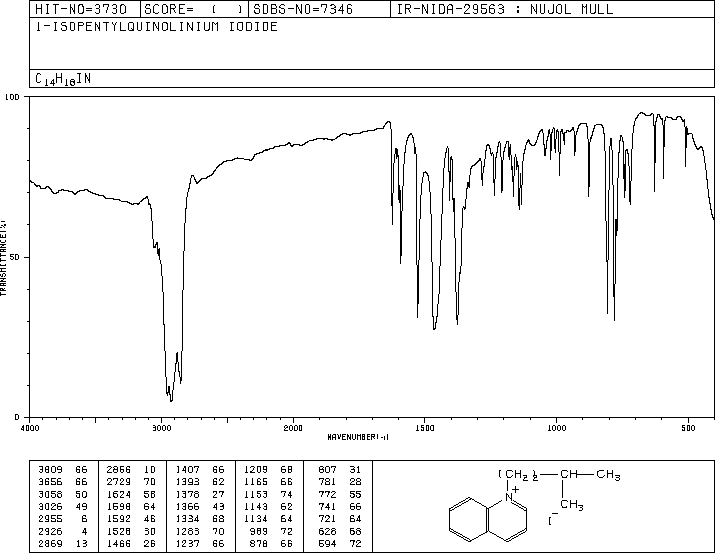 HIT-NO=3730 SCORE= ( ) SDBS-NO=7346 IR-NIDA-29563 : NUJOL MULL
1-ISOPENTYLQUINOLINIUM IODIDE
C14H18IN
100
50
0
TRANSMITTANCE(%)
4000 3000 2000 1500 1000 500
WAVENUMBER(-1)
3809 66 2856 10 1407 66 1209 68 807 31
3656 66 2729 70 1393 62 1165 66 781 28
3058 50 1624 58 1378 27 1153 74 772 55
3026 49 1598 64 1366 43 1143 62 741 66
2955 6 1592 46 1334 68 1134 64 721 64
2926 4 1528 30 1283 70 989 72 628 68
2869 13 1466 26 1237 66 878 66 594 72
(CH2)2 CH CH3
CH3
N+
I-